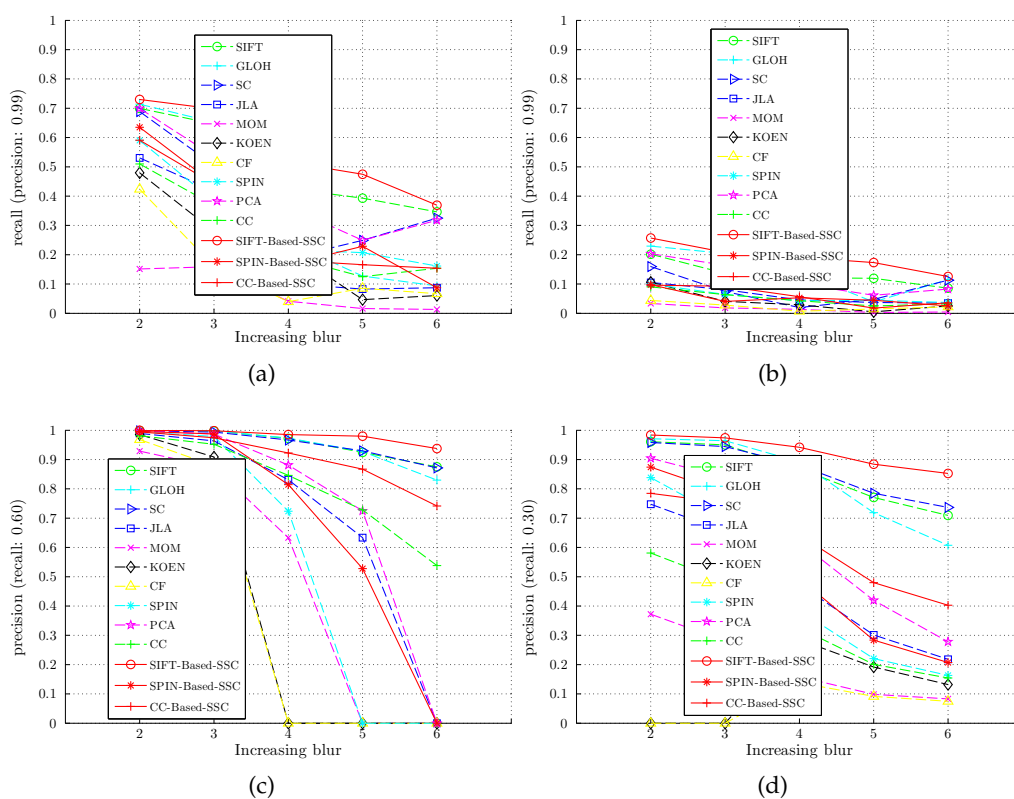 1
0.9
0.8
0.7
0.6
0.5
0.4
0.3
0.2
0.1
0
recall (precision: 0.99)
SIFT
GLOH
SC
JLA
MOM
KOEN
CF
SPIN
PCA
CC
SIFT-Based-SSC
SPIN-Based-SSC
CC-Based-SSC
2 3 4 5 6
Increasing blur
(a)
1
0.9
0.8
0.7
0.6
0.5
0.4
0.3
0.2
0.1
0
recall (precision: 0.99)
SIFT
GLOH
SC
JLA
MOM
KOEN
CF
SPIN
PCA
CC
SIFT-Based-SSC
SPIN-Based-SSC
CC-Based-SSC
2 3 4 5 6
Increasing blur
(b)
1
0.9
0.8
0.7
0.6
0.5
0.4
0.3
0.2
0.1
0
precision (recall: 0.60)
SIFT
GLOH
SC
JLA
MOM
KOEN
CF
SPIN
PCA
CC
SIFT-Based-SSC
SPIN-Based-SSC
CC-Based-SSC
2 3 4 5 6
Increasing blur
(c)
1
0.9
0.8
0.7
0.6
0.5
0.4
0.3
0.2
0.1
0
precision (recall: 0.30)
SIFT
GLOH
SC
JLA
MOM
KOEN
CF
SPIN
PCA
CC
SIFT-Based-SSC
SPIN-Based-SSC
CC-Based-SSC
2 3 4 5 6
Increasing blur
(d)